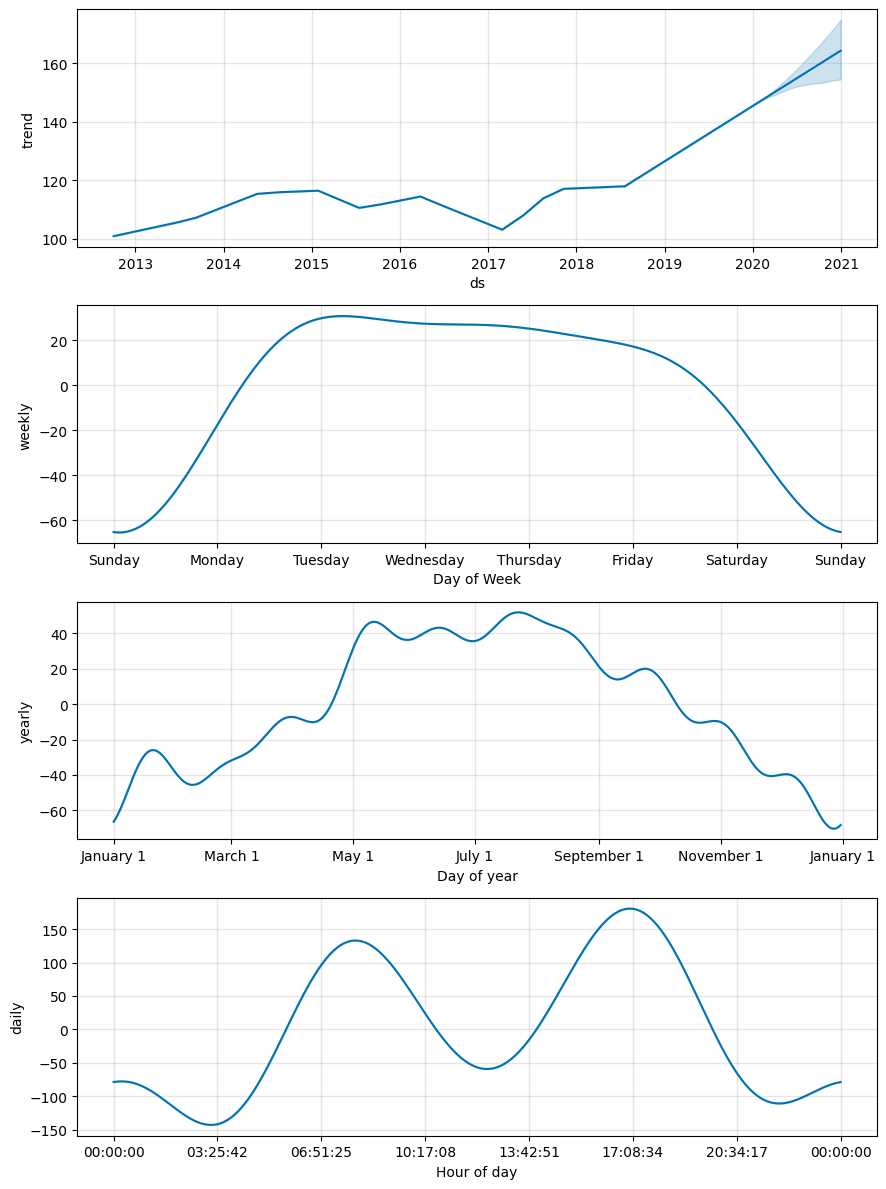 160
140
120
100
trend
2013 2014 2015 2016 2017 2018 2019 2020 2021
ds
20
0
−20
−40
−60
weekly
Sunday Monday Tuesday Wednesday Thursday Friday Saturday Sunday
Day of Week
40
20
0
−20
−40
−60
yearly
January 1 March 1 May 1 July 1 September 1 November 1 January 1
Day of year
150
100
50
0
−50
−100
−150
daily
00:00:00 03:25:42 06:51:25 10:17:08 13:42:51 17:08:34 20:34:17 00:00:00
Hour of day